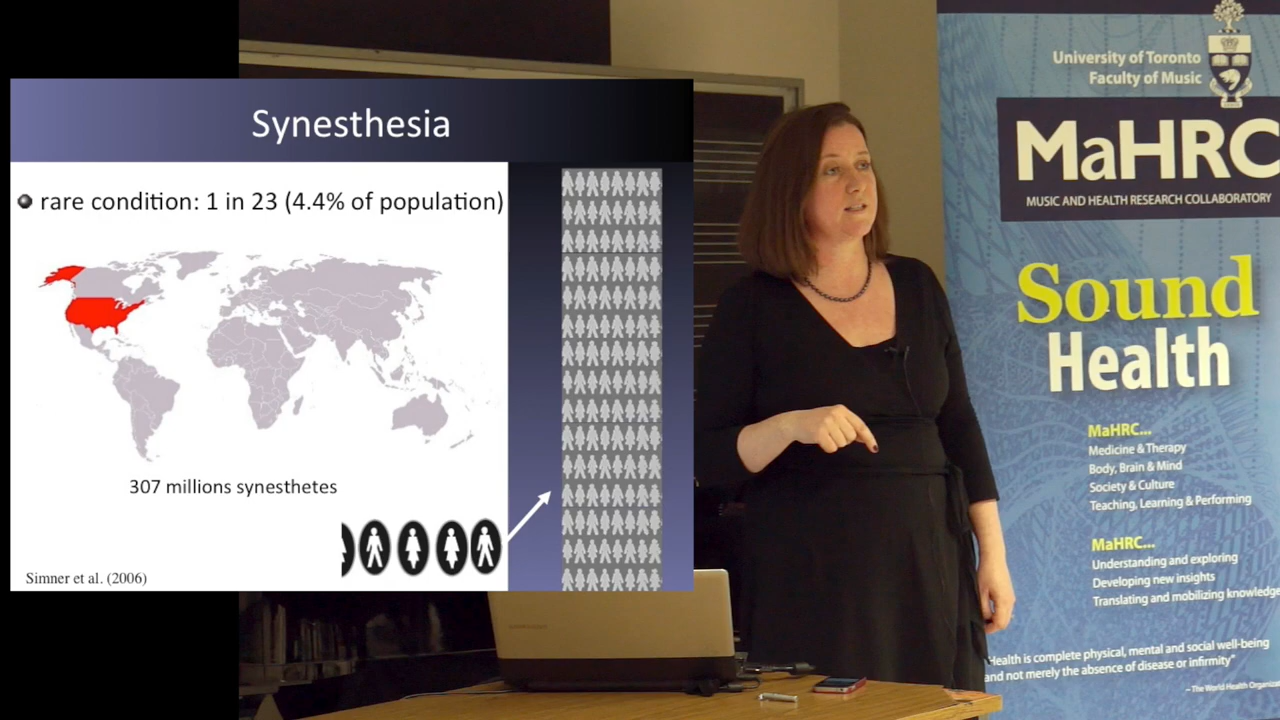 Synesthesia
rare condition: 1 in 23 (4.4% of population)
307 millions synesthetes
Simner et al. (2006)
University of Toronto
Faculty of Music
MaHRC
MUSIC AND HEALTH RESEARCH COLLABORATORY
Sound
Health
MaHRC...
Medicine & Therapy
Body, Brain & Mind
Society & Culture
Teaching, Learning & Performing
MaHRC...
Understanding and exploring
Developing new insights
Translating and mobilizing knowledge
Health is complete physical, mental and social well-being
and not merely the absence of disease or infirmity"
– The World Health